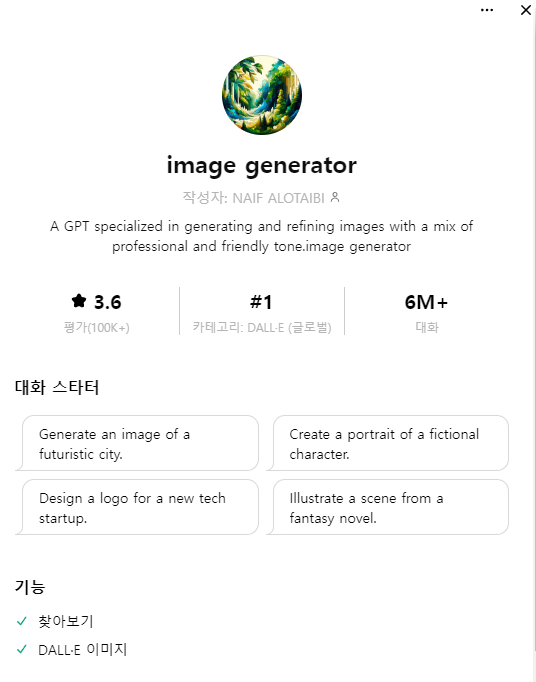 image generator
작성자: NAIF ALOTAIBI
A GPT specialized in generating and refining images with a mix of
professional and friendly tone.image generator
3.6
평가(100K+)
#1
카테고리: DALL·E (글로벌)
6M+
대화
대화 스타터
Generate an image of a
futuristic city.
Create a portrait of a fictional
character.
Design a logo for a new tech
startup.
Illustrate a scene from a
fantasy novel.
기능
찾아보기
DALL·E 이미지